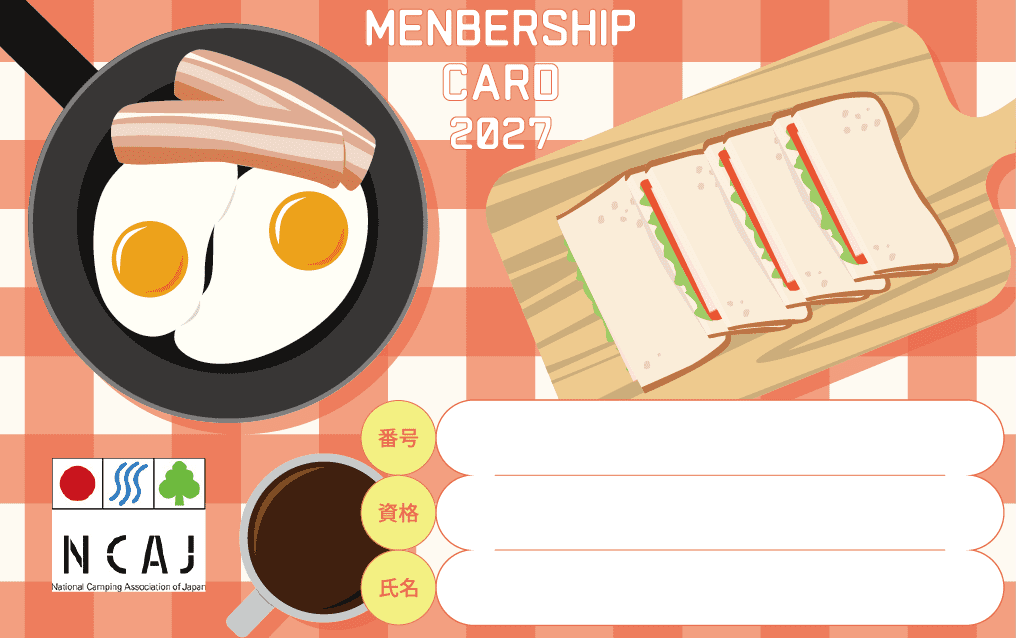 MENBERSHIP
CARD
2027
番号
資格
氏名
NCAJ
National Camping Association of Japan